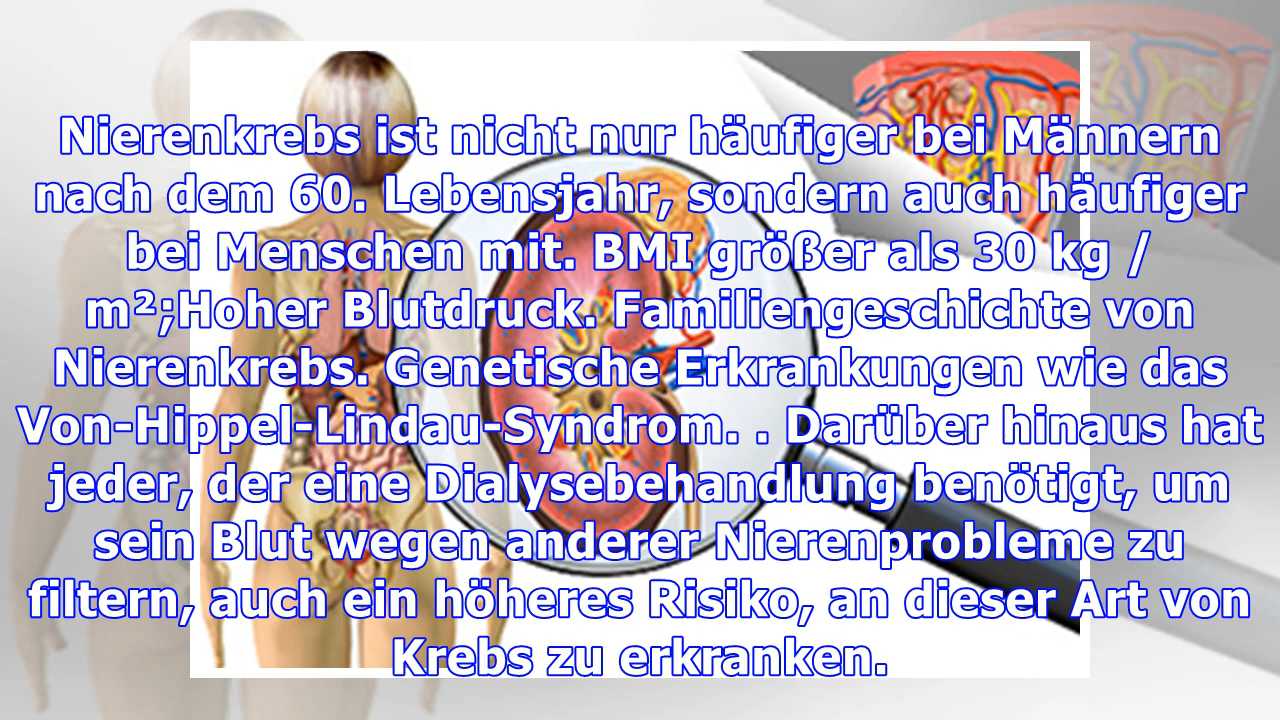 Nierenkrebs ist nicht nur häufiger bei Männern
nach dem 60. Lebensjahr, sondern auch häufiger
bei Menschen mit. BMI größer als 30 kg /
m²;Hoher Blutdruck. Familiengeschichte von
Nierenkrebs. Genetische Erkrankungen wie das
Von-Hippel-Lindau-Syndrom. . Darüber hinaus hat
jeder, der eine Dialysebehandlung benötigt, um
sein Blut wegen anderer Nierenprobleme zu
filtern, auch ein höheres Risiko, an dieser Art von
Krebs zu erkranken.